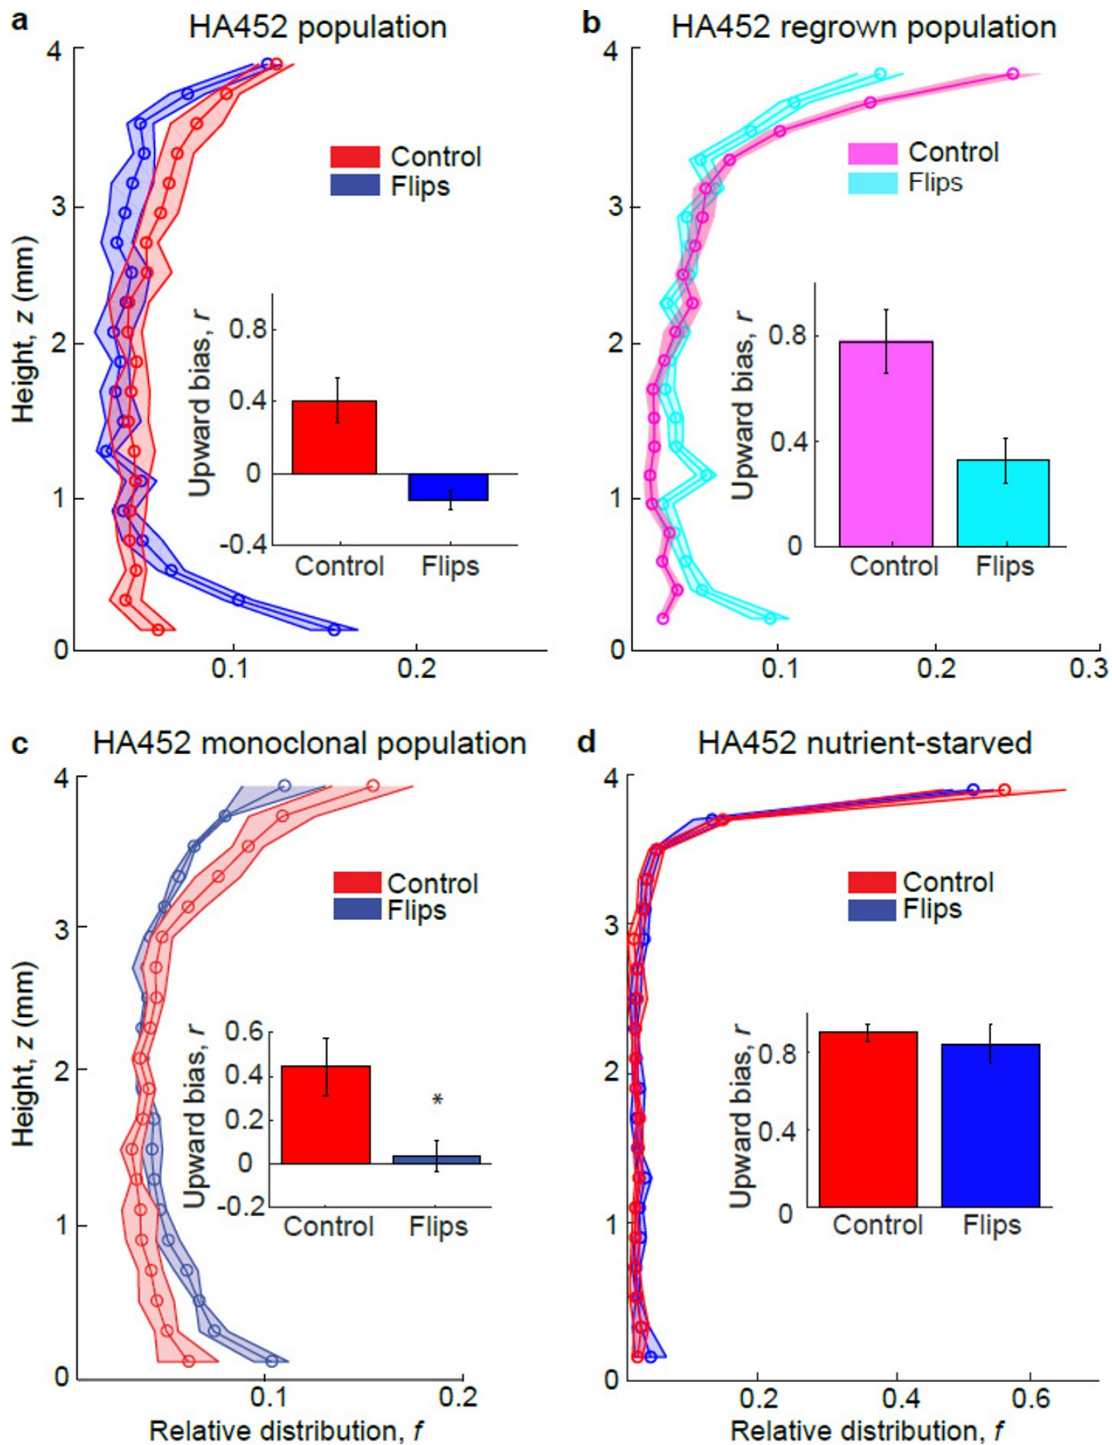 a HA452 population
4
3
2
1
0
Height, z (mm)
Control
Flips
Upward bias, r
0.8
0.4
0
-0.4
Control Flips
0.1 0.2
b HA452 regrown population
4
3
2
1
0
Control
Flips
Upward bias, r
0.8
0.4
0
Control Flips
0.1 0.2 0.3
c HA452 monoclonal population
4
3
2
1
0
Height, z (mm)
Control
Flips
Upward bias, r
0.6
0.4
0.2
0
-0.2
*
Control Flips
0.1 0.2
Relative distribution, f
d HA452 nutrient-starved
4
3
2
1
0
Control
Flips
Upward bias, r
0.8
0.4
0
Control Flips
0.2 0.4 0.6
Relative distribution, f